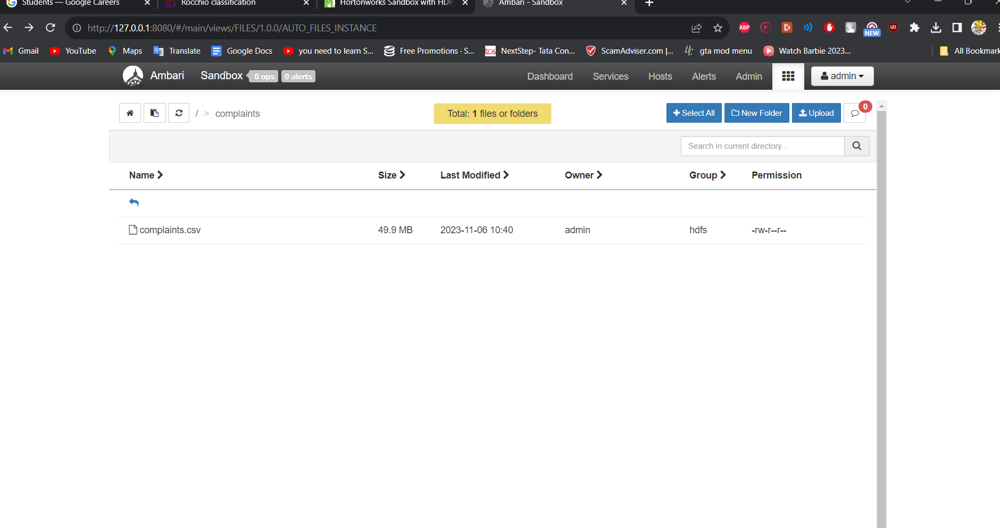 Students — Google Careers
NLP Rocchio classification
Hortonworks Sandbox with HDP
Ambari - Sandbox
http://127.0.0.1:8080/#/main/views/FILES/1.0.0/AUTO_FILES_INSTANCE
ABP
NEW
Gmail YouTube Maps Translate Google Docs you need to learn S... Free Promotions · S... tcs NextStep- Tata Con... ScamAdviser.com |... gta mod menu Watch Barbie 2023... All Bookmark
Ambari Sandbox 0 ops 0 alerts Dashboard Services Hosts Alerts Admin admin
/ > complaints Total: 1 files or folders Select All New Folder Upload 0
Search in current directory...
Name Size Last Modified Owner Group Permission
complaints.csv 49.9 MB 2023-11-06 10:40 admin hdfs -rw-r--r--